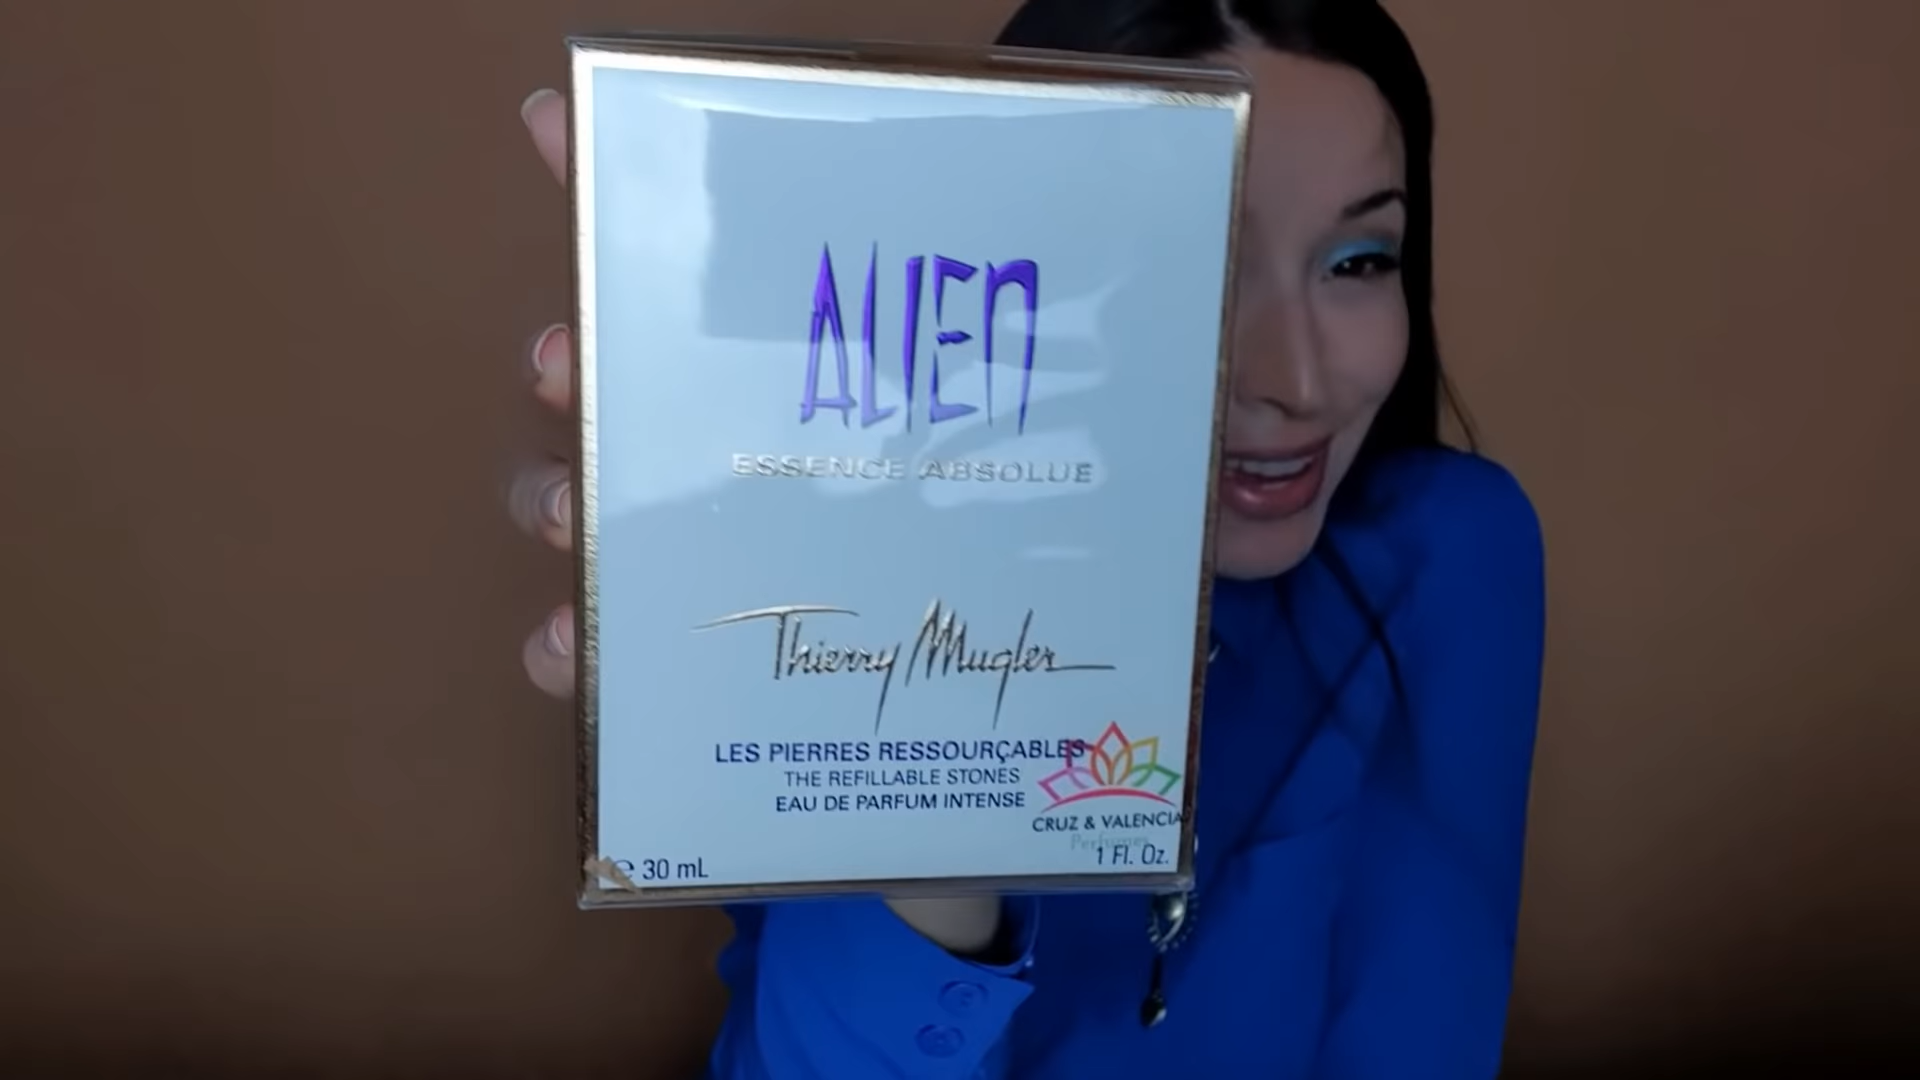 ALIEN
ESSENCE ABSOLUE
Thierry Mugler
LES PIERRES RESSOURÇABLES
THE REFILLABLE STONES
EAU DE PARFUM INTENSE
CRUZ & VALENCIA
Perfumes
e 30 mL
1 Fl. Oz.